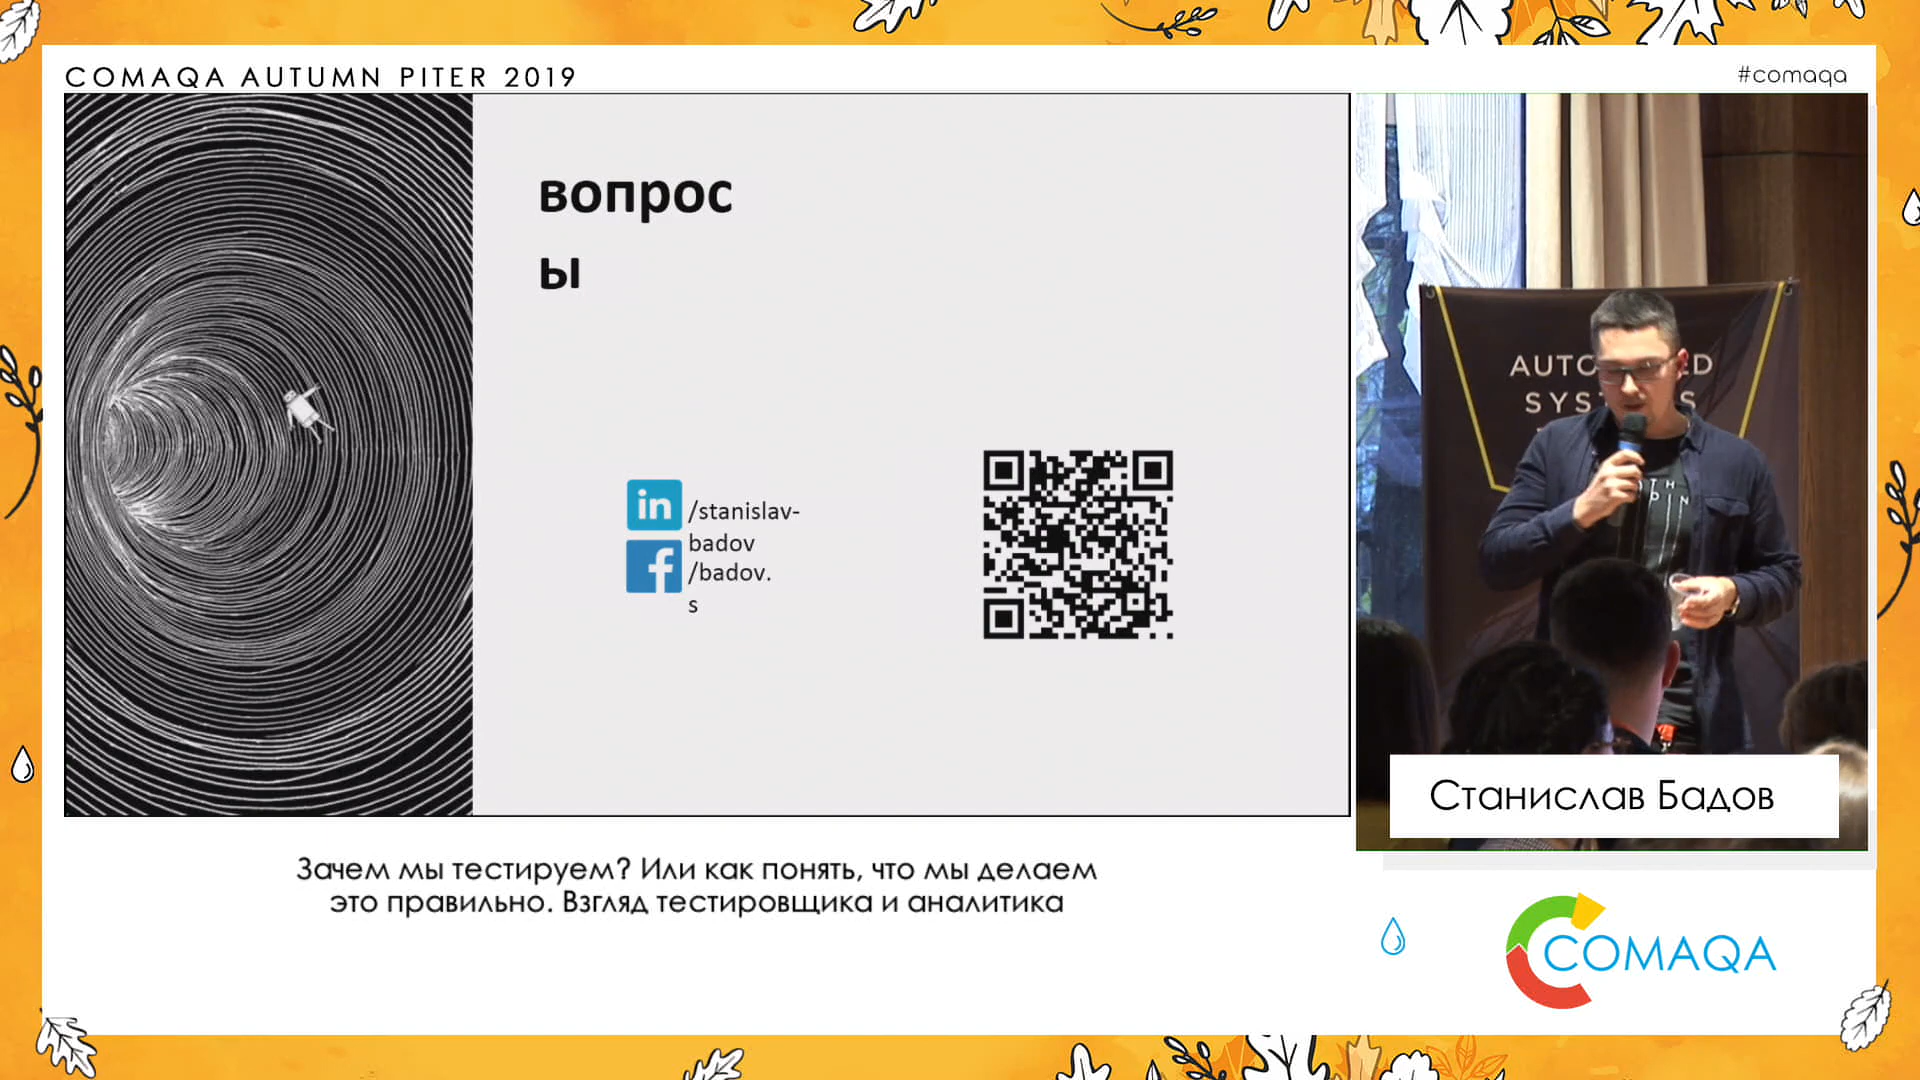 COMAQA AUTUMN PITER 2019
#comaqa
вопрос
ы
in
/stanislav-
badov
f
/badov.
s
Станислав Бадов
Зачем мы тестируем? Или как понять, что мы делаем
это правильно. Взгляд тестировщика и аналитика
COMAQA